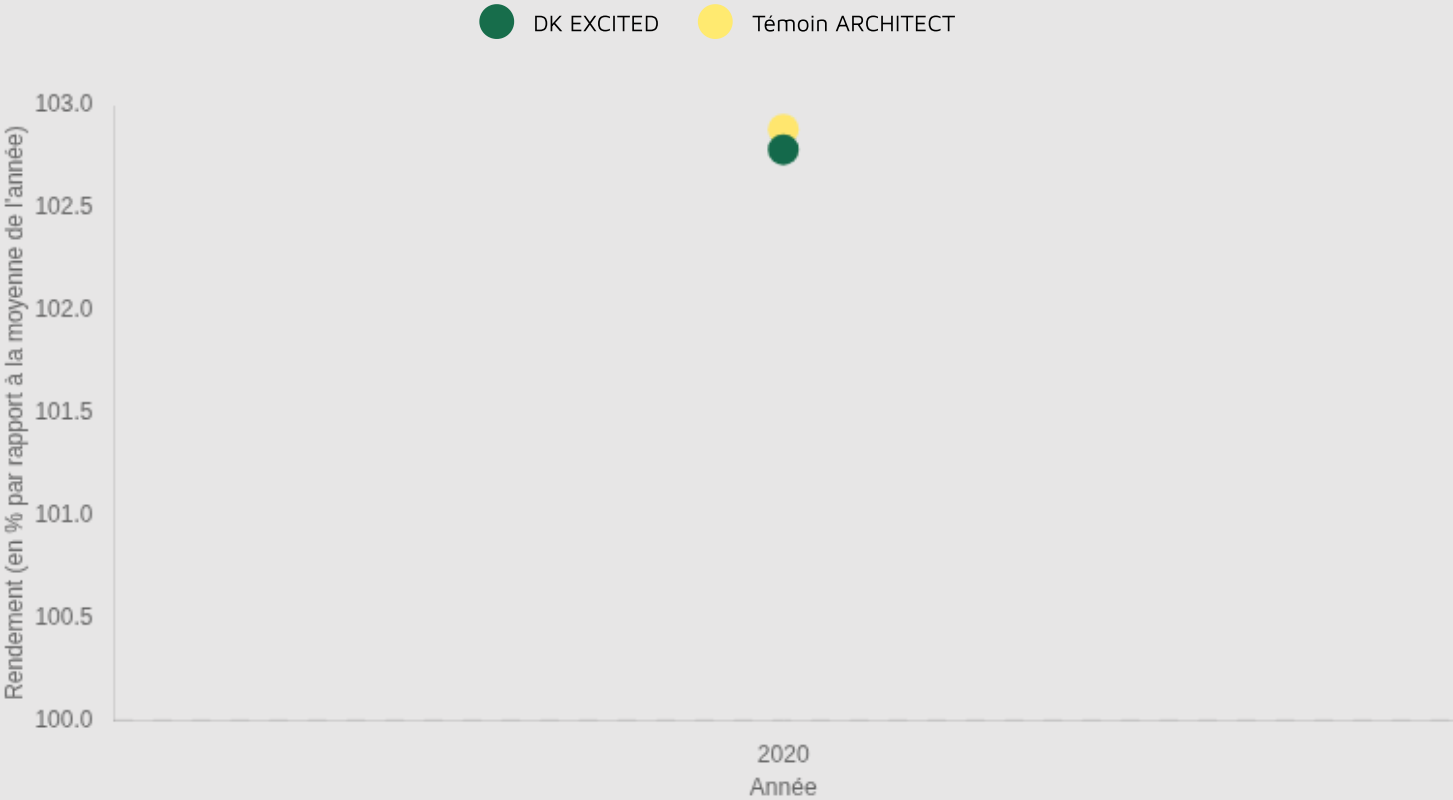 DK EXCITED
Témoin ARCHITECT
Rendement (en % par rapport à la moyenne de l'année)
103.0
102.5
102.0
101.5
101.0
100.5
100.0
2020
Année